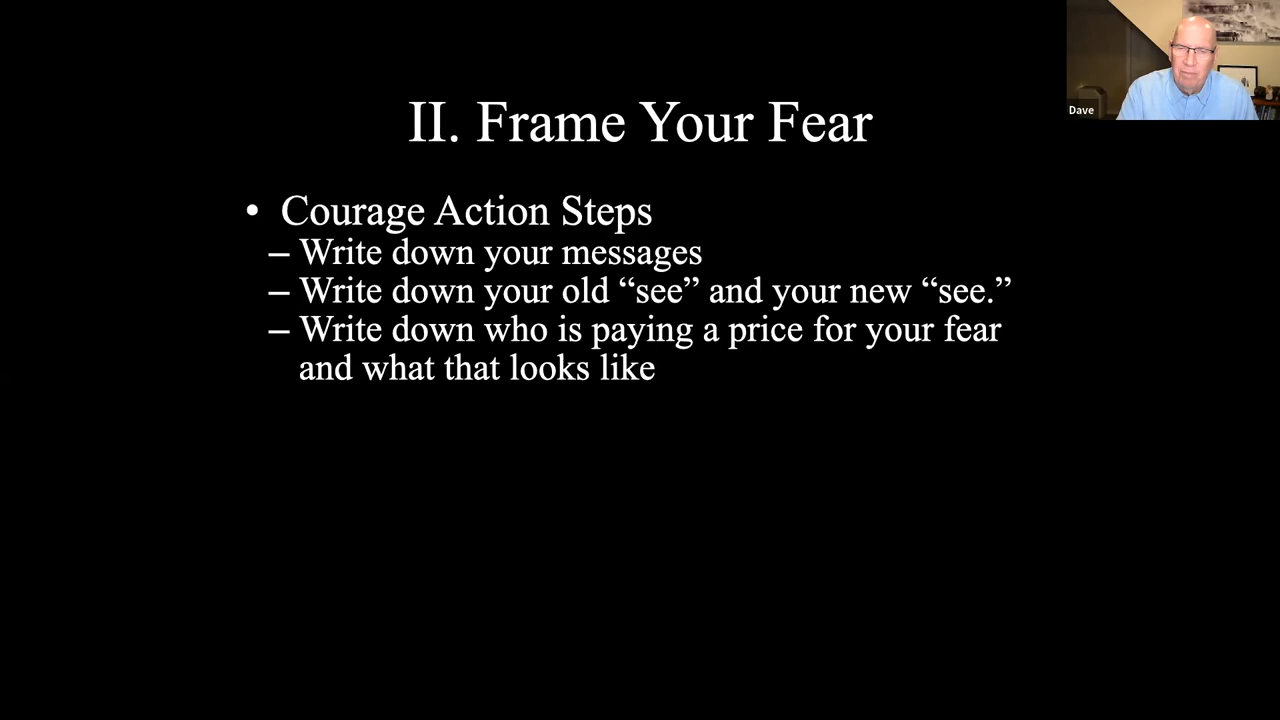 II. Frame Your Fear
• Courage Action Steps
– Write down your messages
– Write down your old “see” and your new “see.”
– Write down who is paying a price for your fear
and what that looks like
Dave